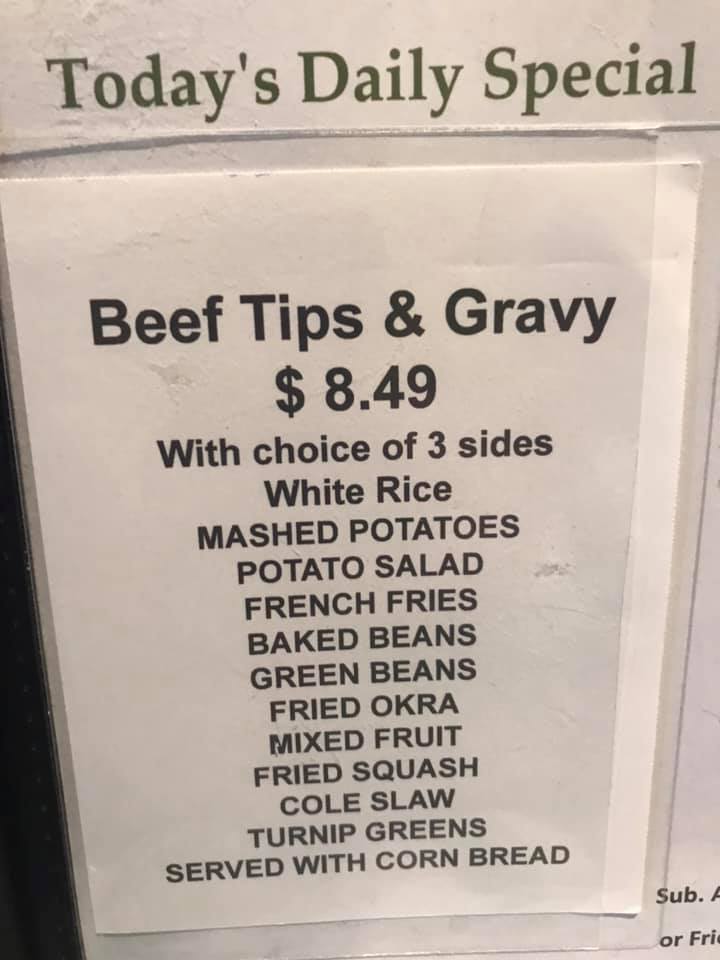 Today's Daily Special
Beef Tips & Gravy
$ 8.49
With choice of 3 sides
White Rice
MASHED POTATOES
POTATO SALAD
FRENCH FRIES
BAKED BEANS
GREEN BEANS
FRIED OKRA
MIXED FRUIT
FRIED SQUASH
COLE SLAW
TURNIP GREENS
SERVED WITH CORN BREAD
Sub.
or